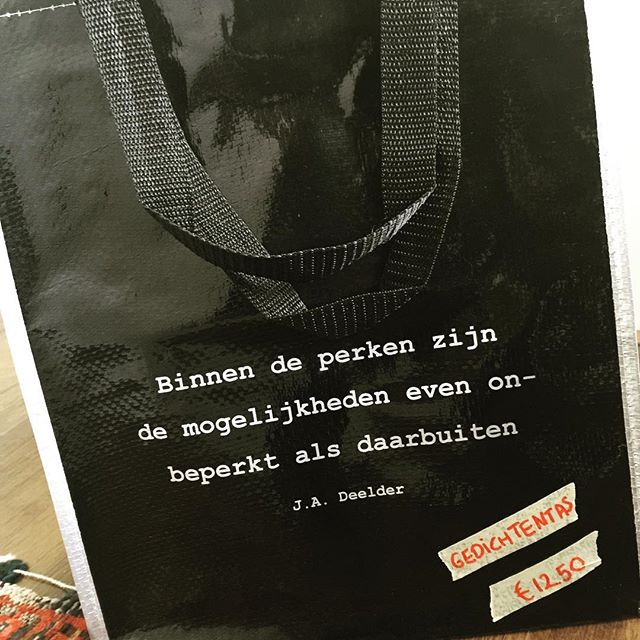 Binnen de perken zijn
de mogelijkheden even on-
beperkt als daarbuiten
J.A. Deelder
GEDICHTENTAS
€12.50